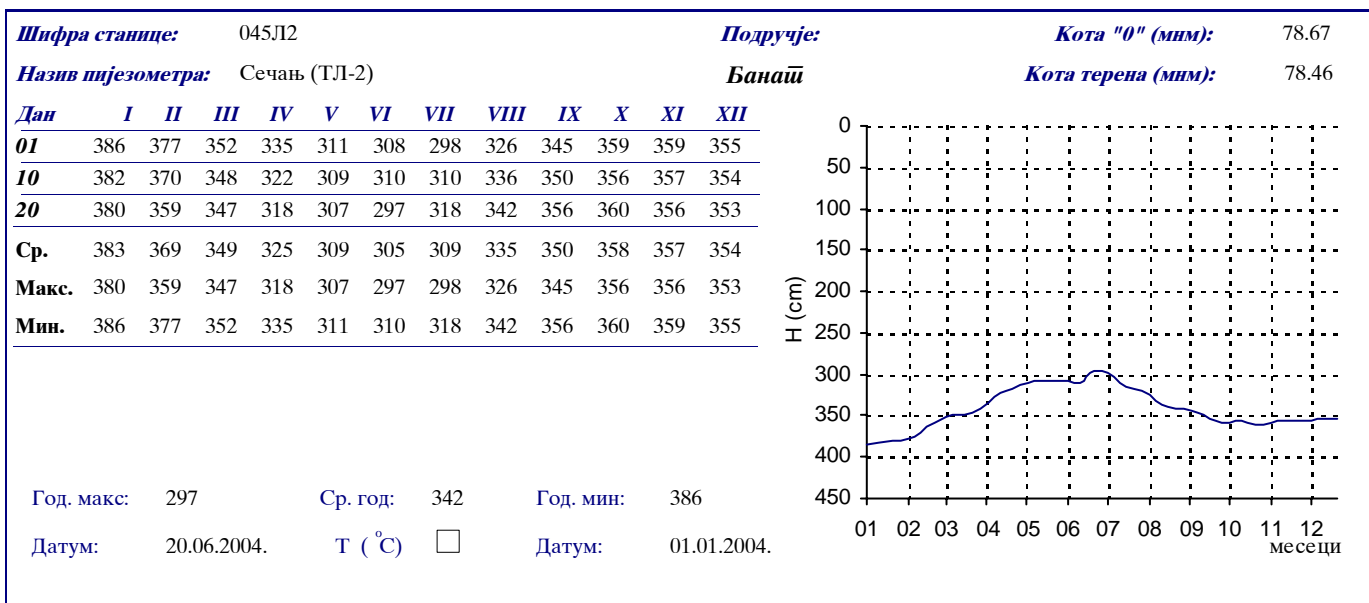 Шифра станице: 045Л2 Подручје: Кота "0" (мнм): 78.67
Назив пијезометра: Сечањ (ТЛ-2) Банат Кота терена (мнм): 78.46
Дан I II III IV V VI VII VIII IX X XI XII
01 386 377 352 335 311 308 298 326 345 359 359 355
10 382 370 348 322 309 310 310 336 350 356 357 354
20 380 359 347 318 307 297 318 342 356 360 356 353
Ср. 383 369 349 325 309 305 309 335 350 358 357 354
Макс. 380 359 347 318 307 297 298 326 345 356 356 353
Мин. 386 377 352 335 311 310 318 342 356 360 359 355
Год. макс: 297 Ср. год: 342 Год. мин: 386
Датум: 20.06.2004. T ( °C) Датум: 01.01.2004.
H (cm)
0
50
100
150
200
250
300
350
400
450
01 02 03 04 05 06 07 08 09 10 11 12
месеци